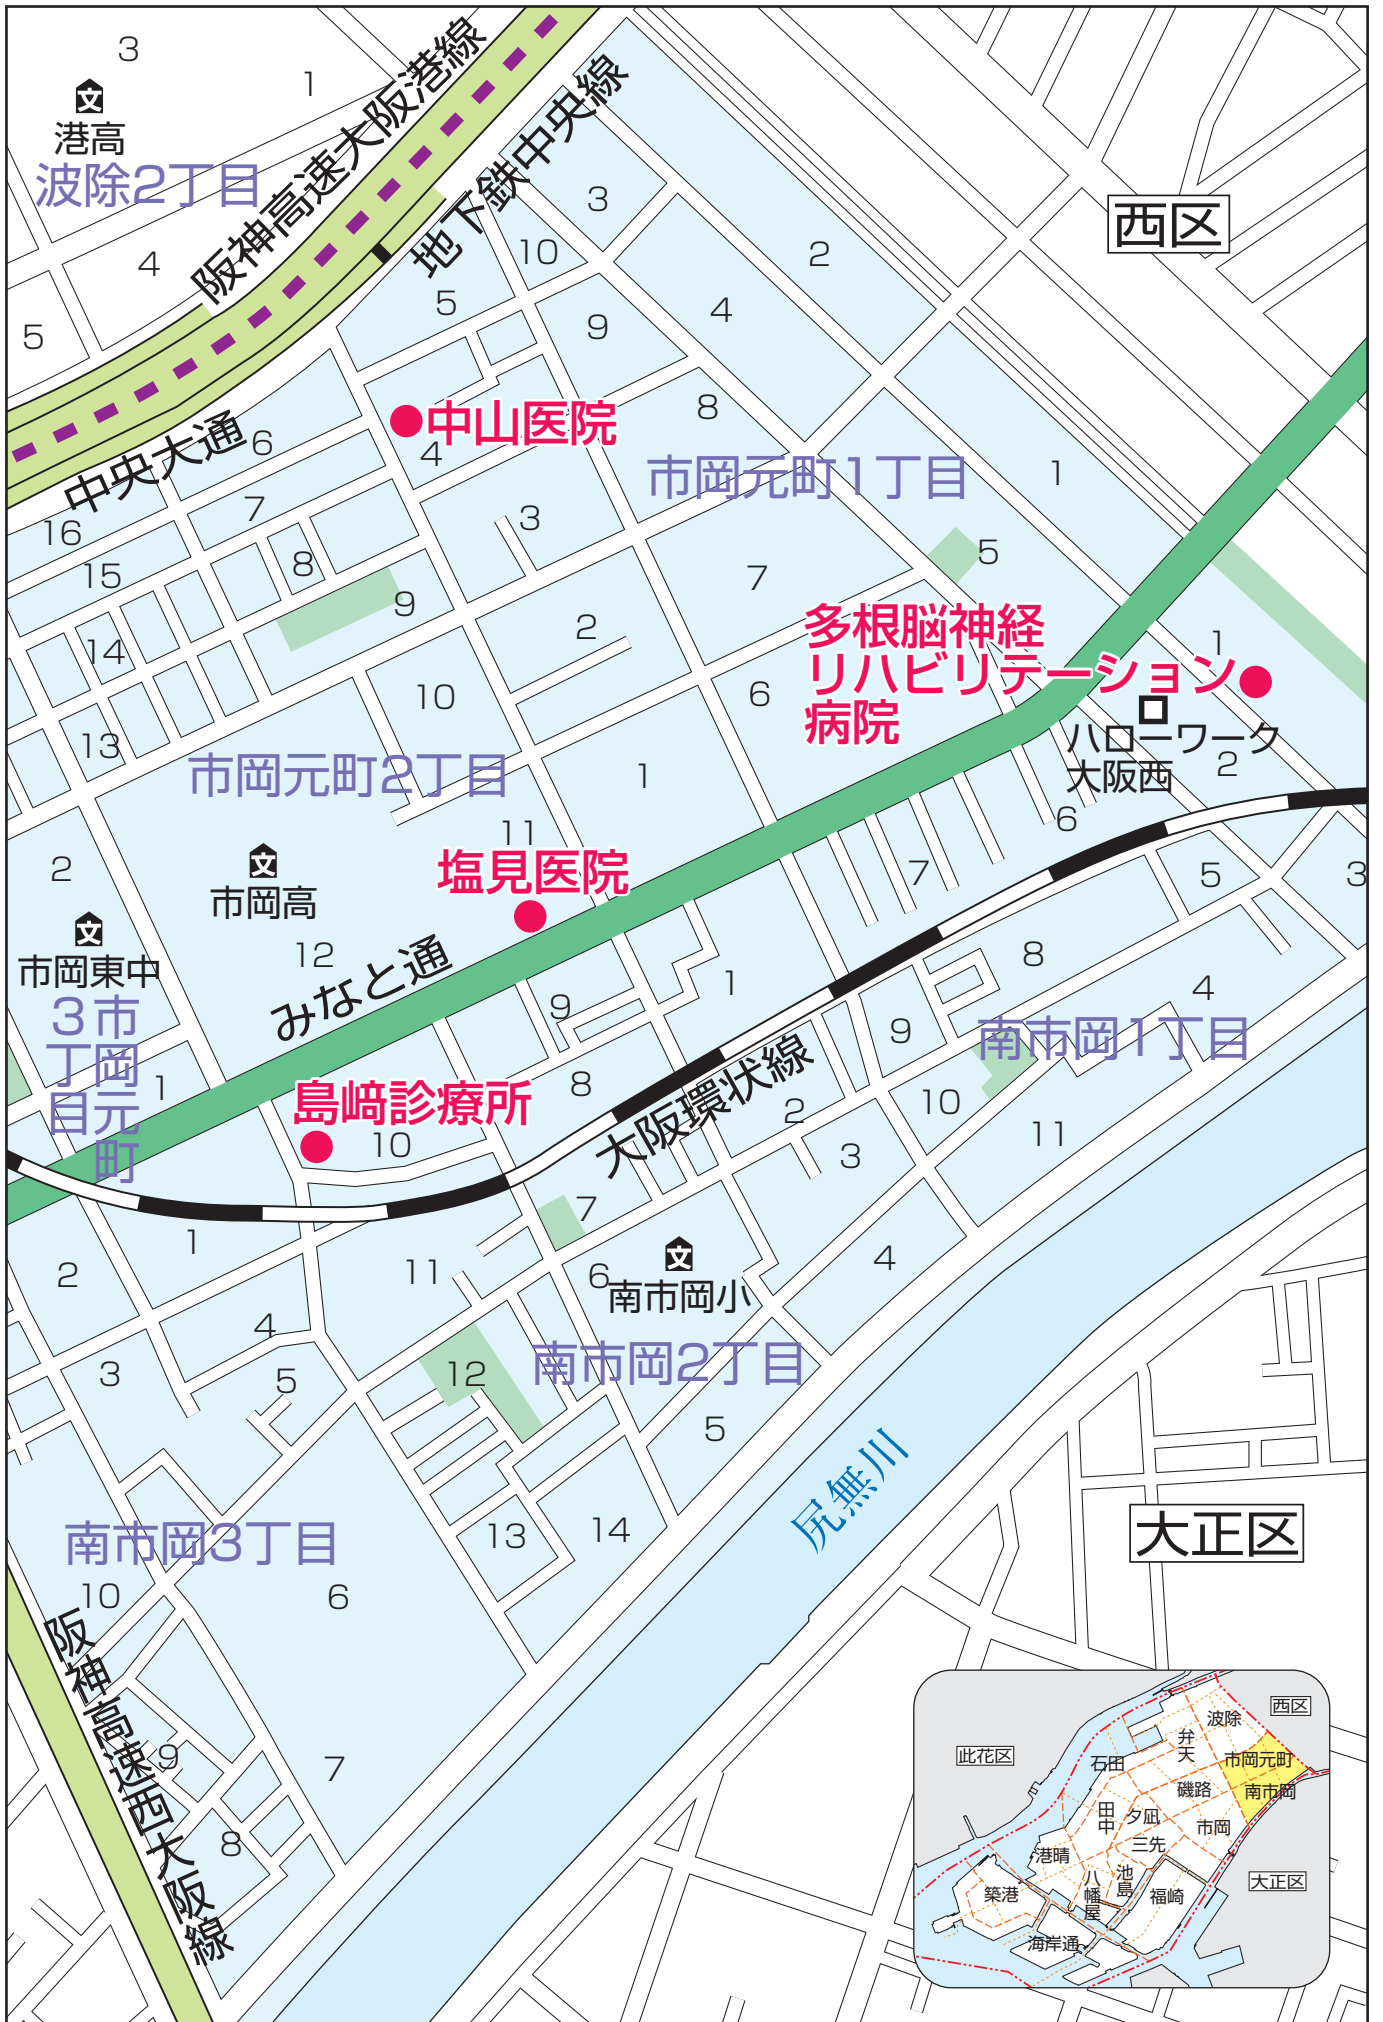 3
1
港高
波除2丁目
4
5
阪神高速大阪港線
地下鉄中央線
中央大通
西区
3
10
5
9
2
4
8
1
中山医院
4
6
7
16
15
8
9
14
3
2
10
13
市岡元町1丁目
5
7
6
多根脳神経
リハビリテーション
病院
1
ハローワーク
大阪西
2
市岡元町2丁目
1
11
塩見医院
6
7
5
3
2
市岡高
市岡東中
12
みなと通
市岡元町
3丁目
1
島﨑診療所
10
9
8
1
大阪環状線
8
4
9
南市岡1丁目
10
11
2
3
7
6
南市岡小
4
1
2
11
4
3
5
12
南市岡2丁目
5
尻無川
13
14
大正区
南市岡3丁目
10
6
阪神高速西大阪線
9
7
8
西区
此花区
大正区
波除
弁天
石田
市岡元町
南市岡
磯路
田中
夕凪
市岡
三先
港晴
池島
八幡屋
福崎
築港
海岸通